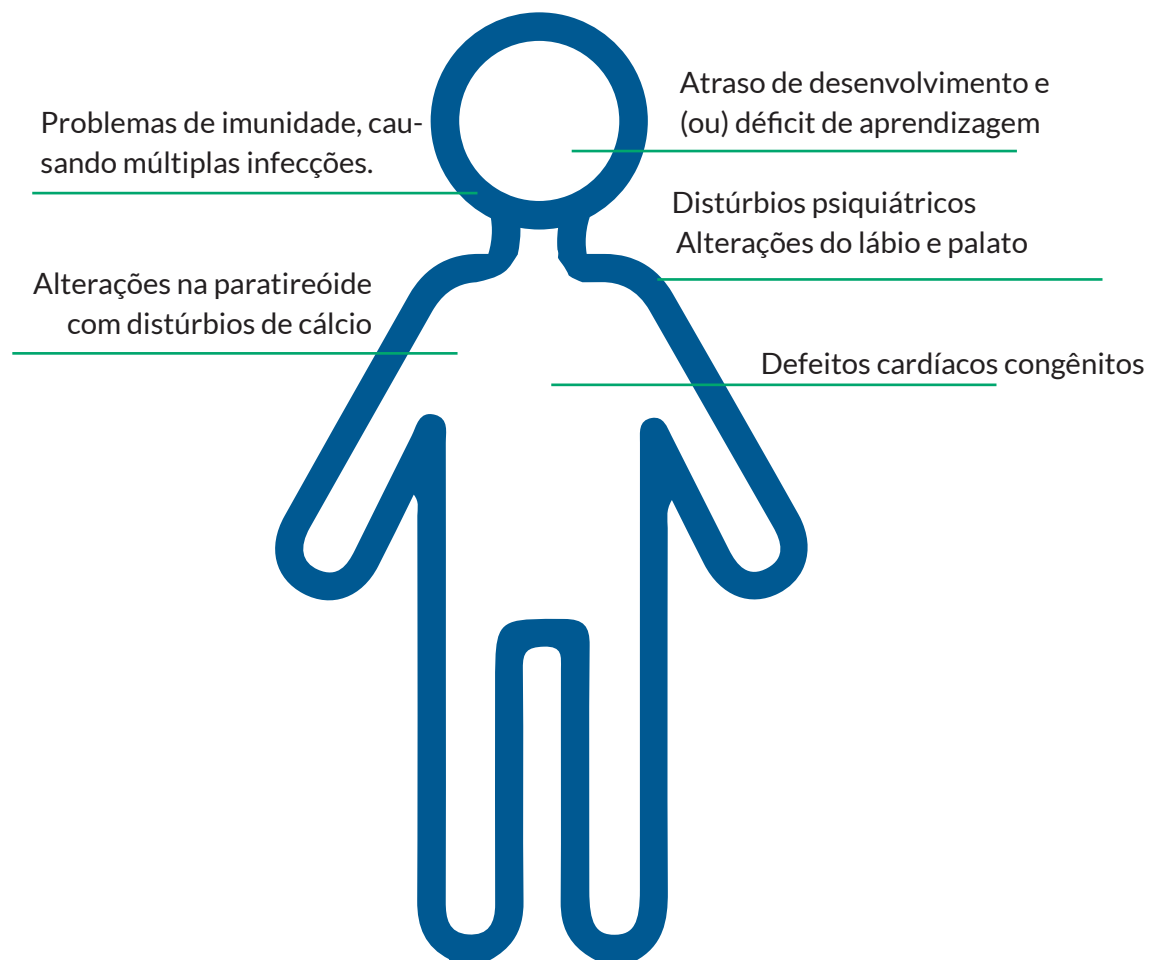 Problemas de imunidade, cau-
sando múltiplas infecções.
Alterações na paratireóide
com distúrbios de cálcio
Atraso de desenvolvimento e
(ou) déficit de aprendizagem
Distúrbios psiquiátricos
Alterações do lábio e palato
Defeitos cardíacos congênitos